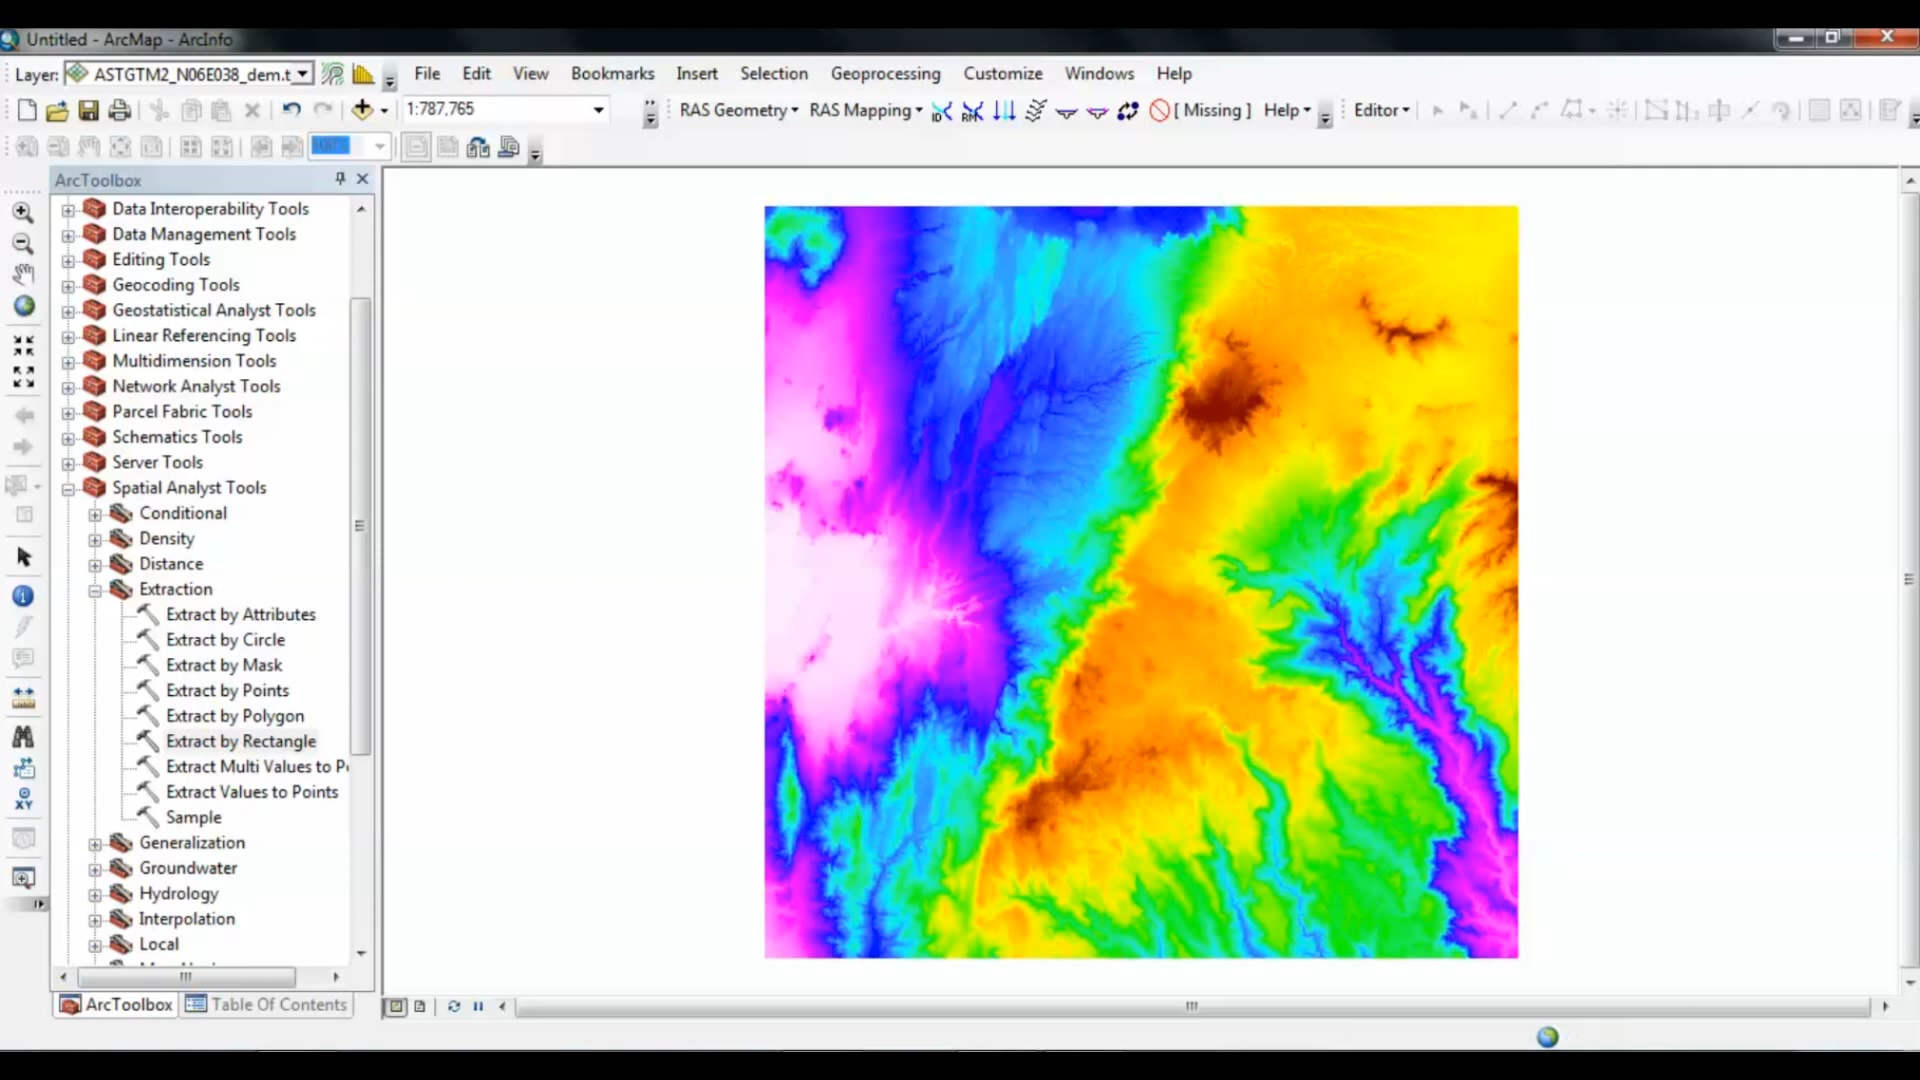 Untitled - ArcMap - ArcInfo
Layer: ASTGTM2_N06E038_dem.t File Edit View Bookmarks Insert Selection Geoprocessing Customize Windows Help
1:787,765 RAS Geometry RAS Mapping ID RM [ Missing ] Help Editor
100%
ArcToolbox
Data Interoperability Tools
Data Management Tools
Editing Tools
Geocoding Tools
Geostatistical Analyst Tools
Linear Referencing Tools
Multidimension Tools
Network Analyst Tools
Parcel Fabric Tools
Schematics Tools
Server Tools
Spatial Analyst Tools
Conditional
Density
Distance
Extraction
Extract by Attributes
Extract by Circle
Extract by Mask
Extract by Points
Extract by Polygon
Extract by Rectangle
Extract Multi Values to P
Extract Values to Points
Sample
XY
Generalization
Groundwater
Hydrology
Interpolation
Local
ArcToolbox Table Of Contents